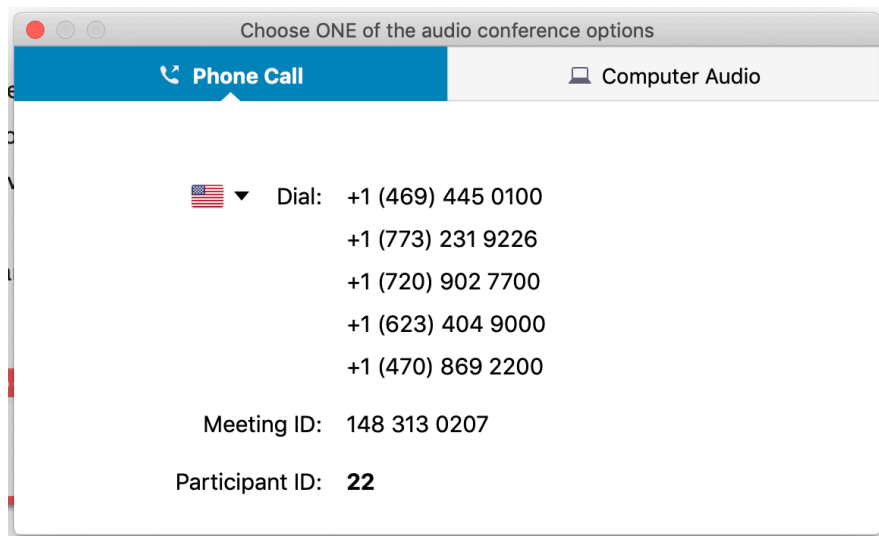 Choose ONE of the audio conference options
Phone Call
Computer Audio
Dial: +1 (469) 445 0100
+1 (773) 231 9226
+1 (720) 902 7700
+1 (623) 404 9000
+1 (470) 869 2200
Meeting ID: 148 313 0207
Participant ID: 22